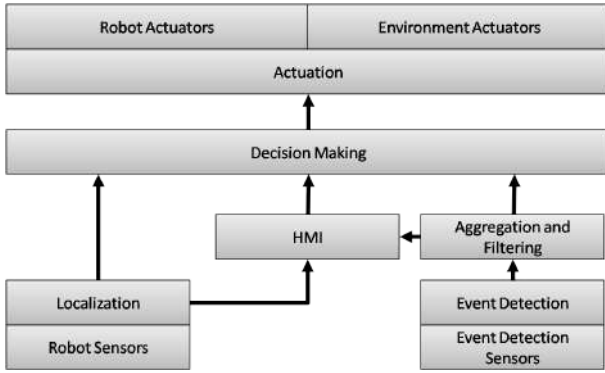 Robot Actuators
Environment Actuators
Actuation
Decision Making
HMI
Aggregation and
Filtering
Localization
Event Detection
Robot Sensors
Event Detection
Sensors